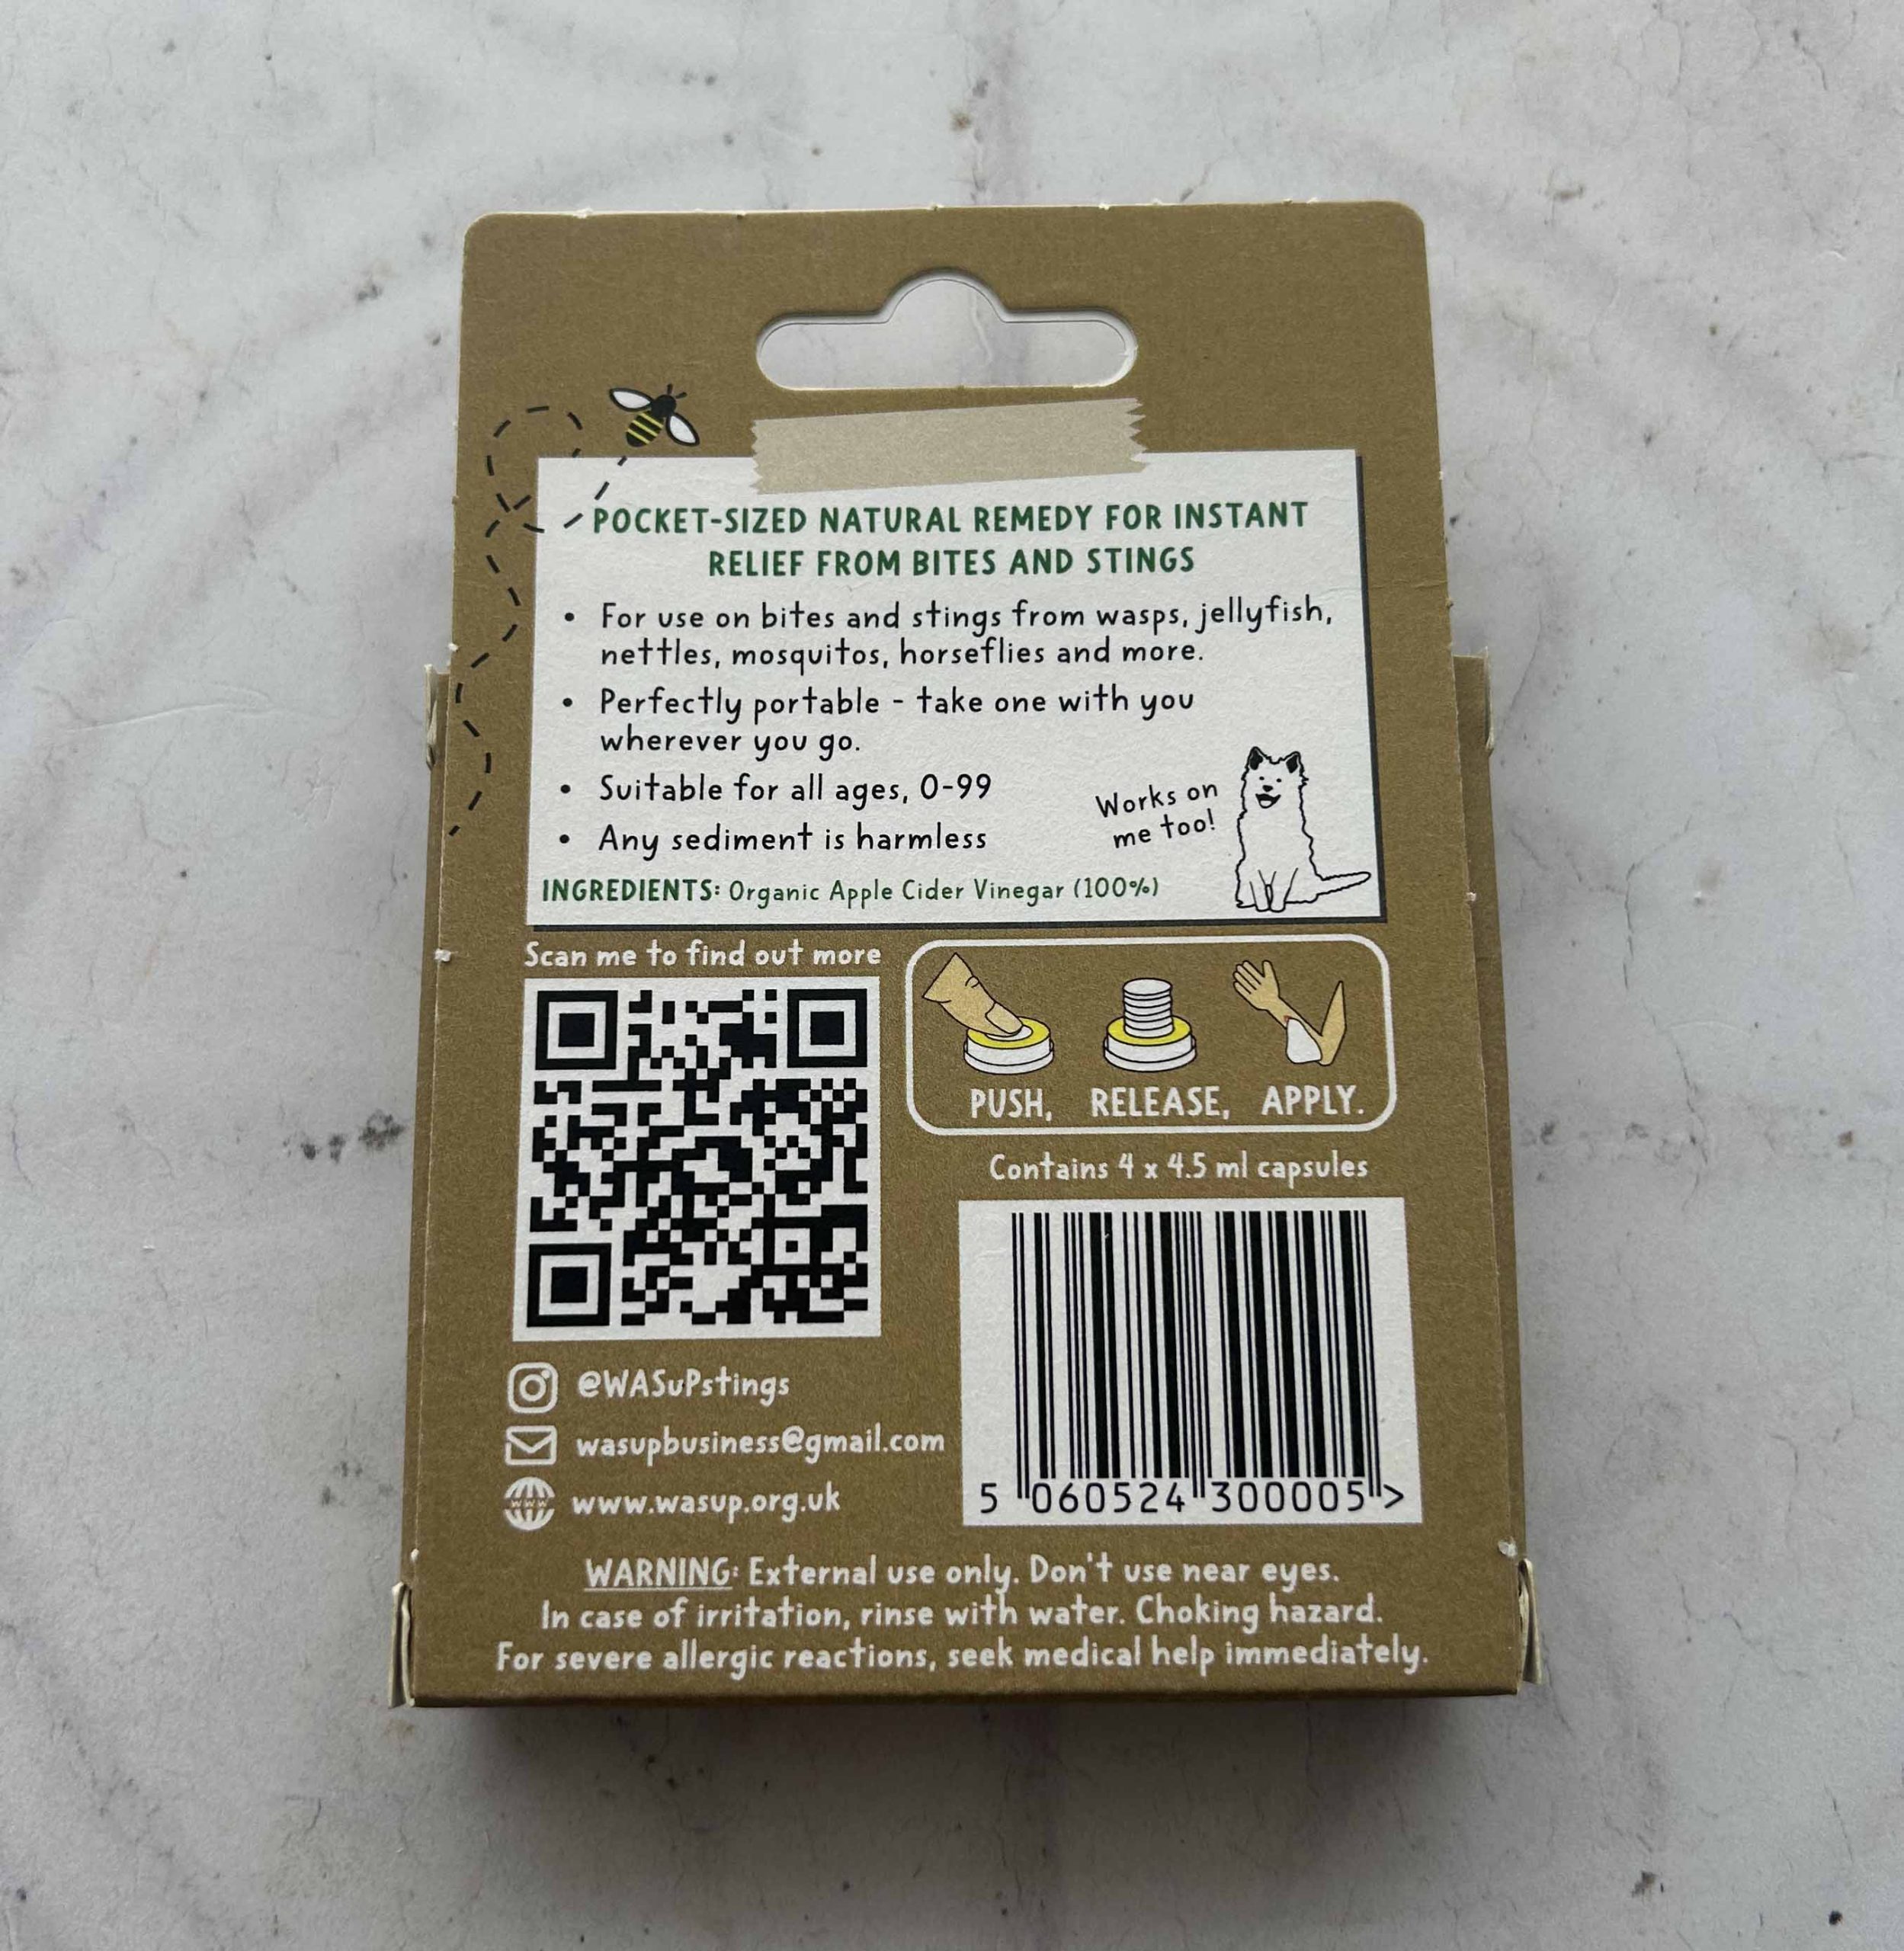 POCKET-SIZED NATURAL REMEDY FOR INSTANT
RELIEF FROM BITES AND STINGS
• For use on bites and stings from wasps, jellyfish,
nettles, mosquitos, horseflies and more.
• Perfectly portable - take one with you
wherever you go.
• Suitable for all ages, 0-99
• Any sediment is harmless
Works on
me too!
INGREDIENTS: Organic Apple Cider Vinegar (100%)
Scan me to find out more
PUSH, RELEASE, APPLY.
Contains 4 x 4.5 ml capsules
@WASuPstings
wasupbusiness@gmail.com
www www.wasup.org.uk
5 060524 300005 >
WARNING: External use only. Don't use near eyes.
In case of irritation, rinse with water. Choking hazard.
For severe allergic reactions, seek medical help immediately.